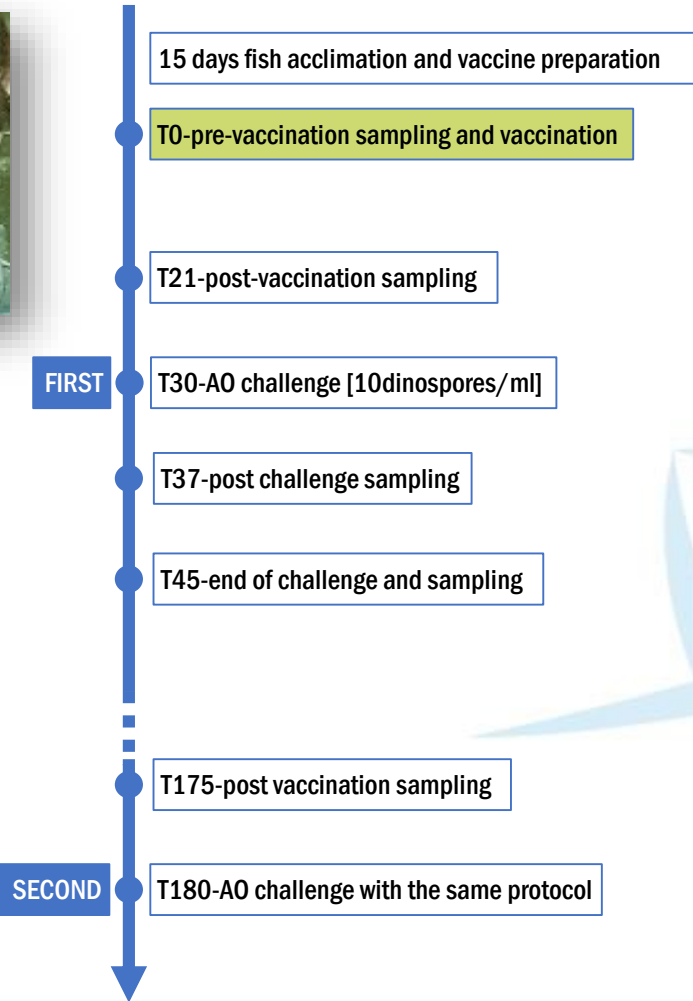 15 days fish acclimation and vaccine preparation
T0-pre-vaccination sampling and vaccination
T21-post-vaccination sampling
FIRST
T30-AO challenge [10dinospores/ml]
T37-post challenge sampling
T45-end of challenge and sampling
T175-post vaccination sampling
SECOND
T180-AO challenge with the same protocol